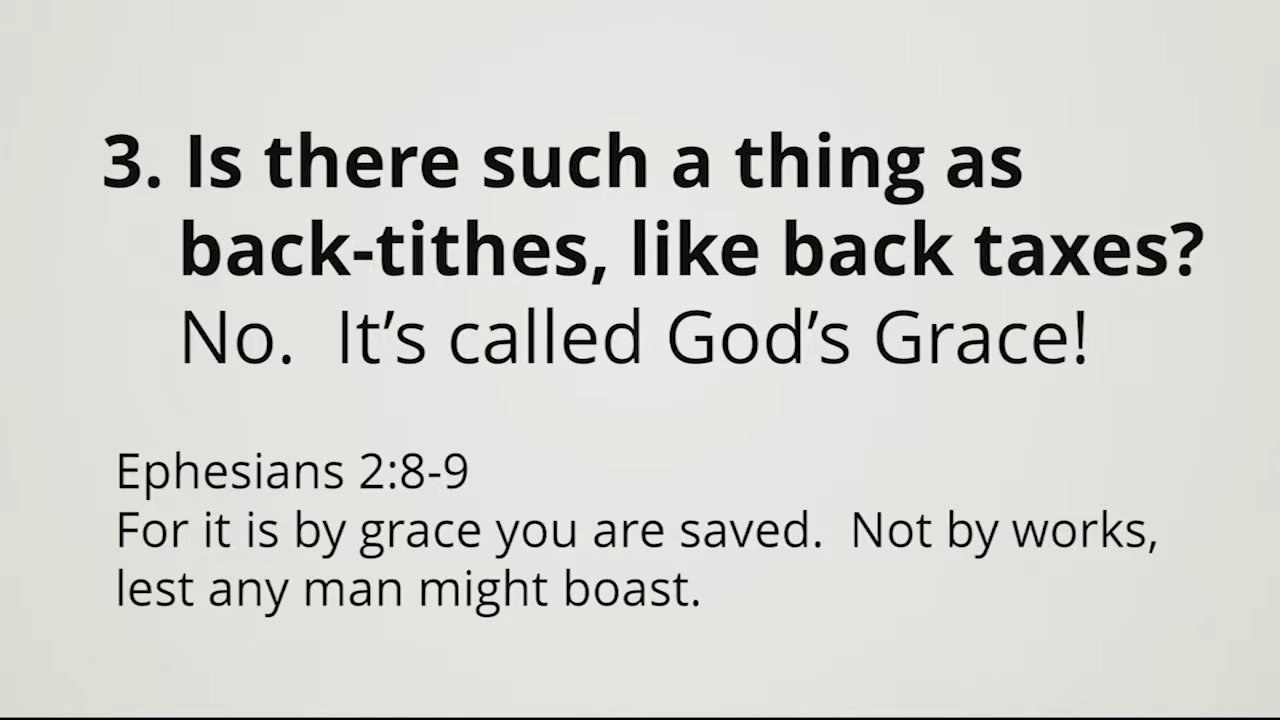 3. Is there such a thing as
back-tithes, like back taxes?
No.  It’s called God’s Grace!
Ephesians 2:8-9
For it is by grace you are saved.  Not by works,
lest any man might boast.